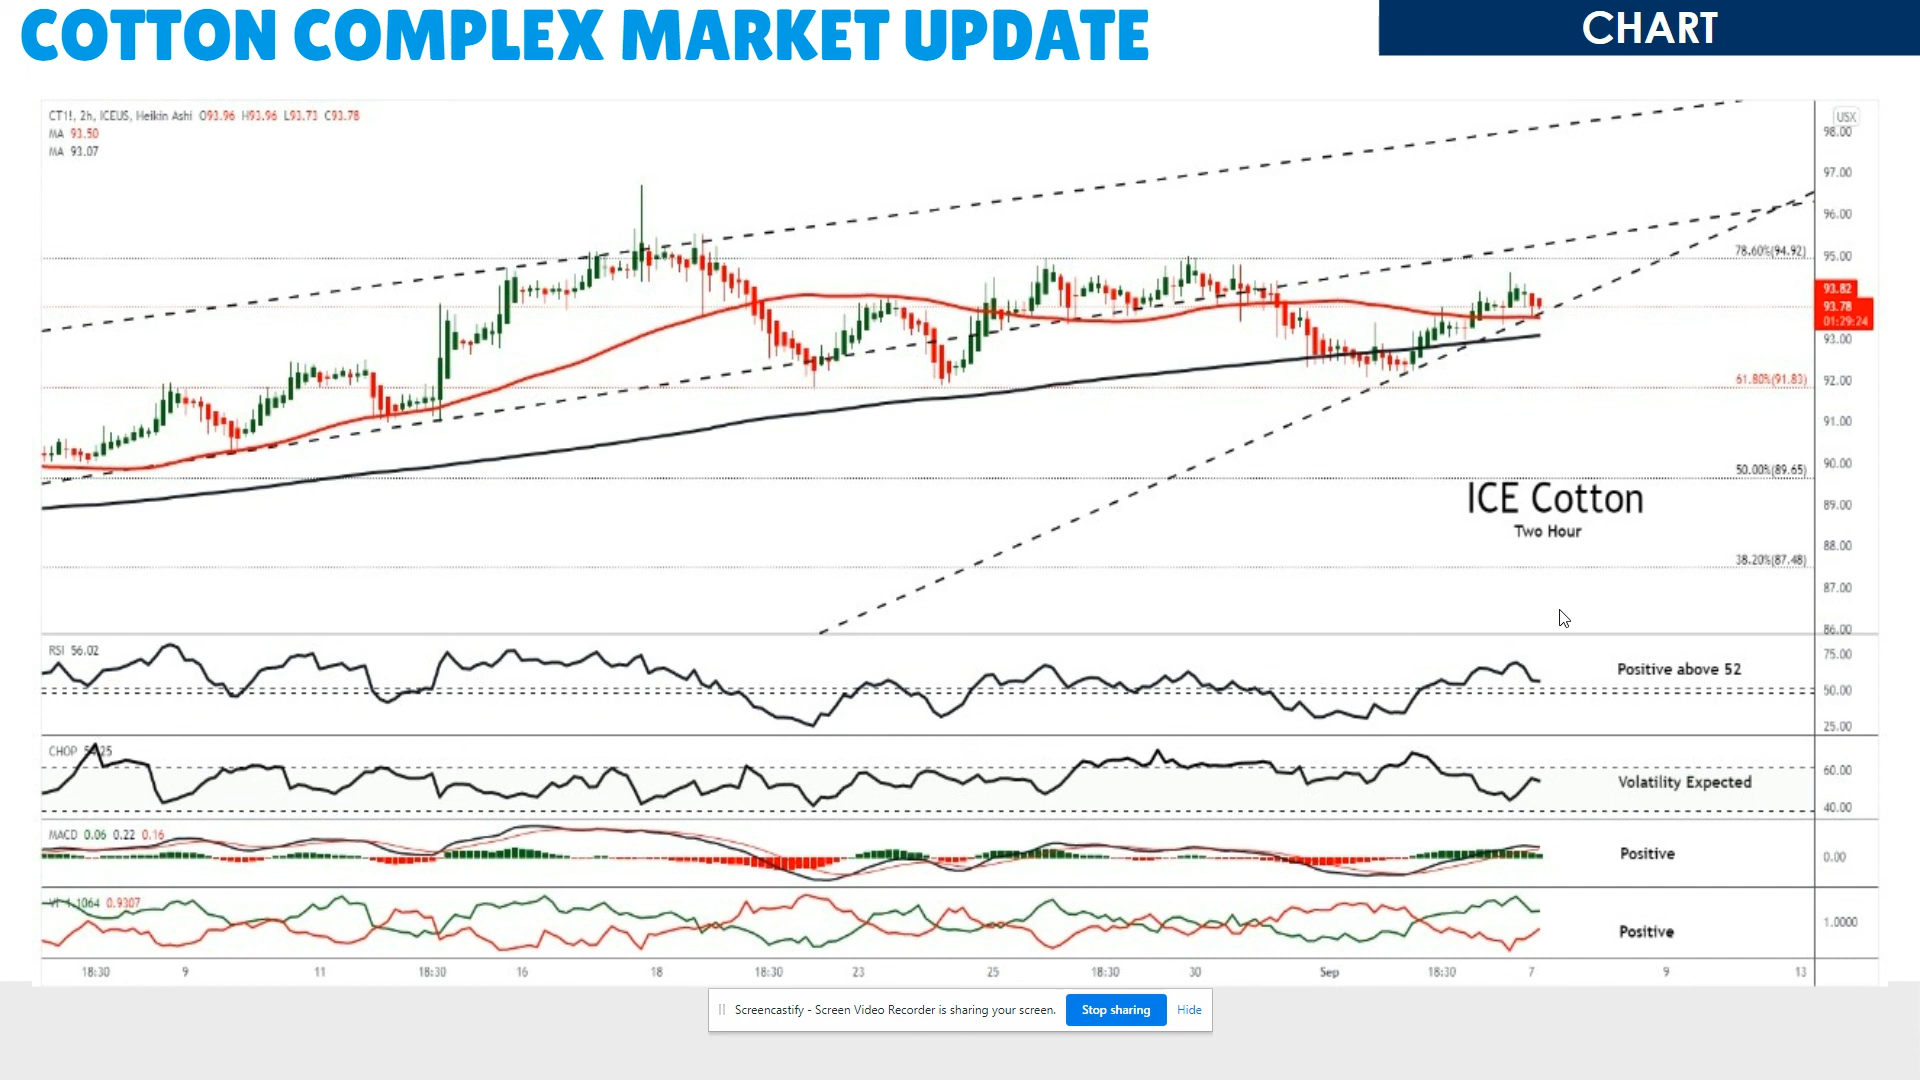 COTTON COMPLEX MARKET UPDATE
CHART
CT1!, 2h, ICEUS, Heikin Ashi O93.96 H93.96 L93.73 C93.78
MA 93.50
MA 93.07
USX
98.00
97.00
96.00
78.60%(94.92)
95.00
93.82
93.78
01:29:24
93.00
61.80%(91.83)
92.00
91.00
50.00%(89.65)
90.00
ICE Cotton
89.00
Two Hour
88.00
38.20%(87.48)
87.00
86.00
RSI 56.02
75.00
Positive above 52
50.00
25.00
CHOP
60.00
Volatility Expected
40.00
MACD 0.06 0.22 0.16
Positive
0.00
VI 1.1064 0.9307
1.0000
Positive
18:30 9 11 18:30 16 18 18:30 23 25 18:30 30 Sep 18:30 7 9 13
Screencastify - Screen Video Recorder is sharing your screen. Stop sharing Hide